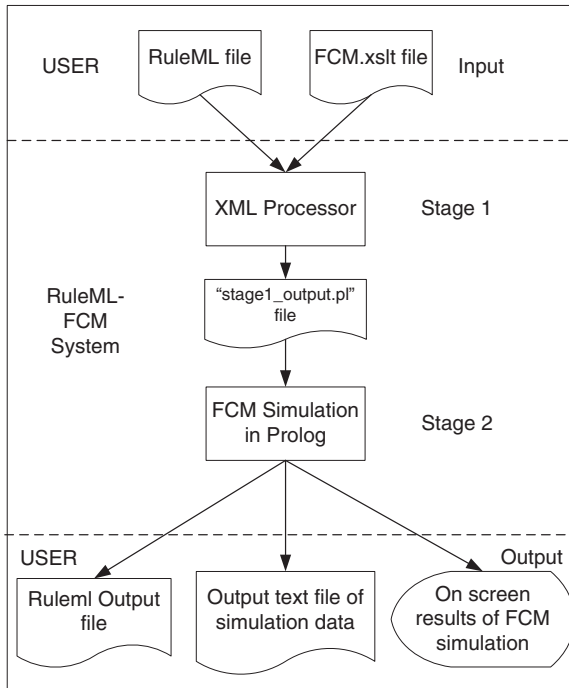 USER
RuleML file
FCM.xslt file
Input
XML Processor
Stage 1
“stage1_output.pl”
file
RuleML-
FCM
System
FCM Simulation
in Prolog
Stage 2
USER
Output
Ruleml Output
file
Output text file of
simulation data
On screen
results of FCM
simulation